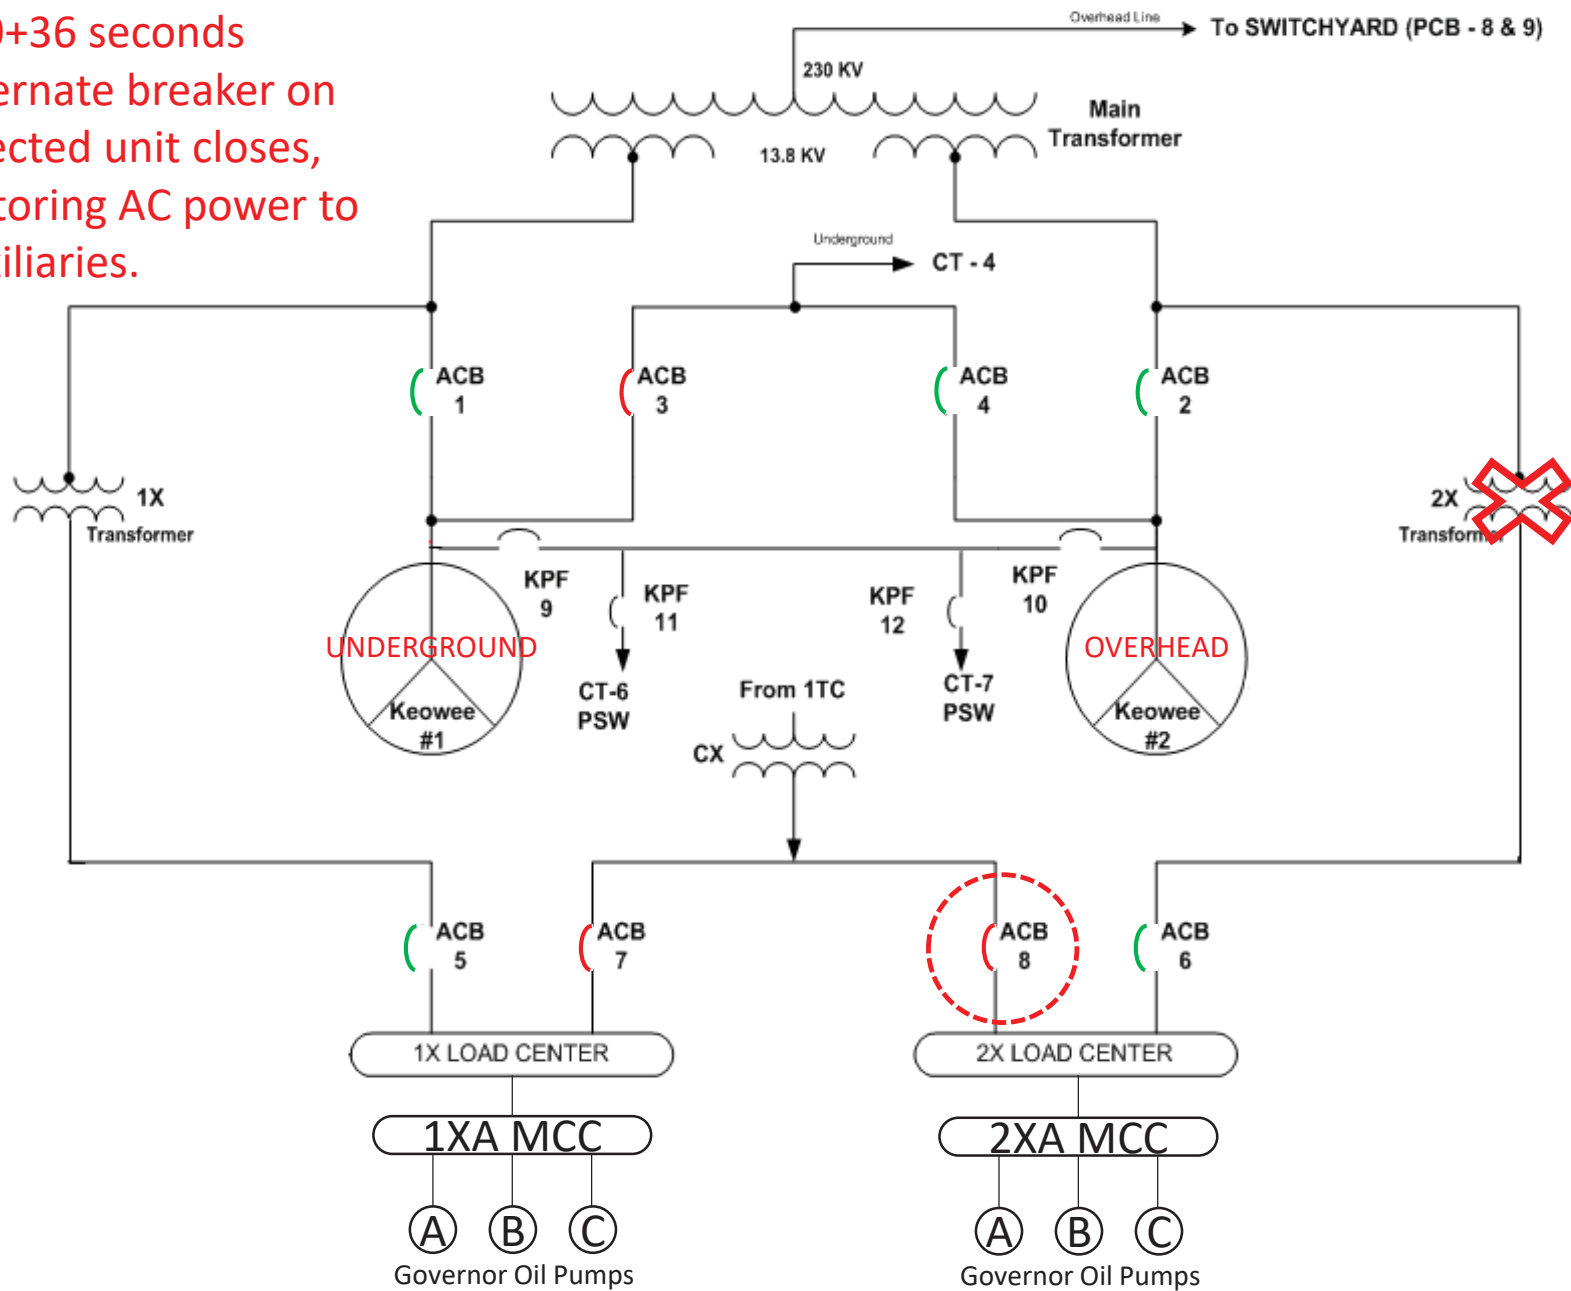 +36 seconds
breaker on
unit closes,
AC power to
Overhead Line
To SWITCHYARD (PCB - 8 & 9)
230 KV
Main
Transformer
13.8 KV
Underground
CT - 4
ACB
1
ACB
3
ACB
4
ACB
2
1X
Transformer
2X
KPF
9
KPF
11
KPF
12
KPF
10
UNDERGROUND
OVERHEAD
Keowee
#1
CT-6
PSW
From 1TC
CX
CT-7
PSW
Keowee
#2
ACB
5
ACB
7
ACB
8
ACB
6
1X LOAD CENTER
2X LOAD CENTER
1XA MCC
2XA MCC
A B C
A B C
Governor Oil Pumps
Governor Oil Pumps